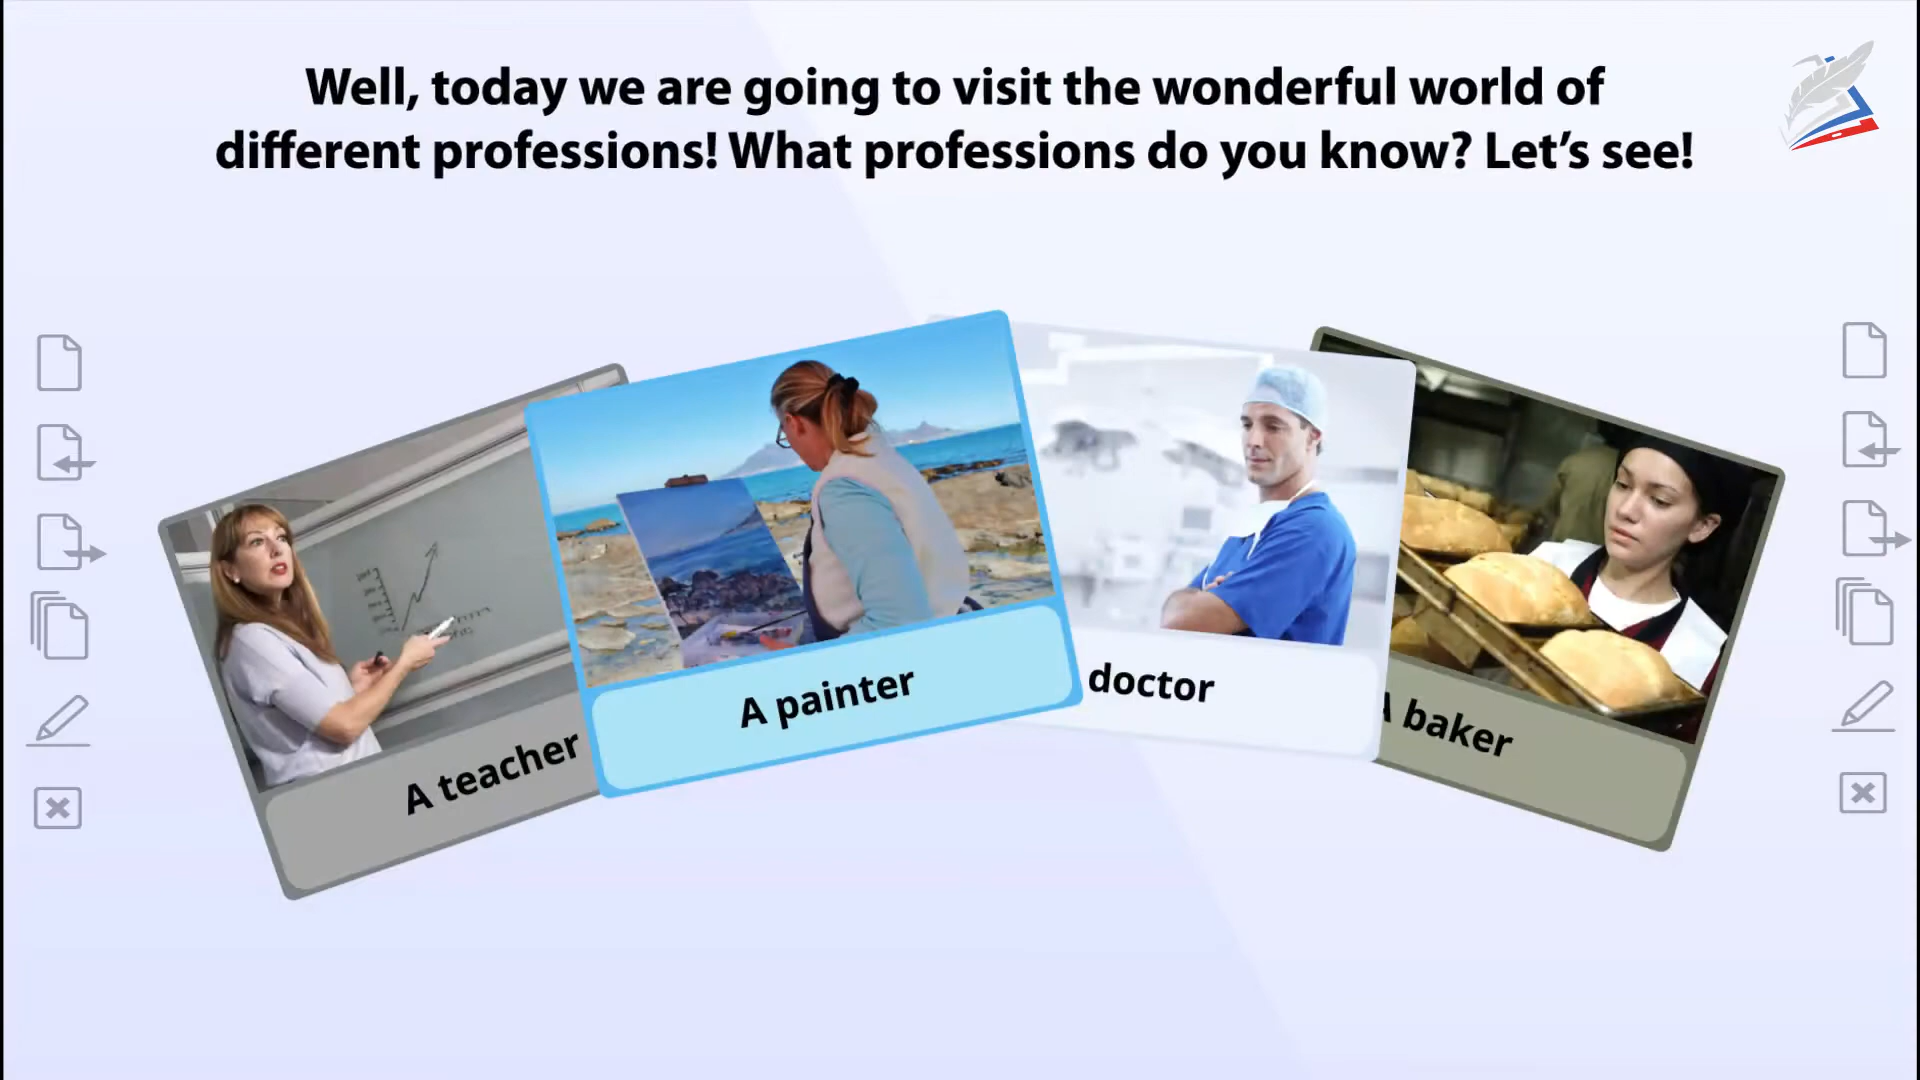 Well, today we are going to visit the wonderful world of
different professions! What professions do you know? Let's see!
A teacher
A painter
doctor
A baker